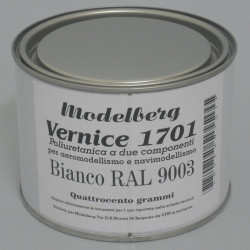 Modelberg
Vernice 1701
Poliuretanica a due componenti
per aeromodellismo e navimodellismo
Bianco RAL 9003
Quattrocento grammi